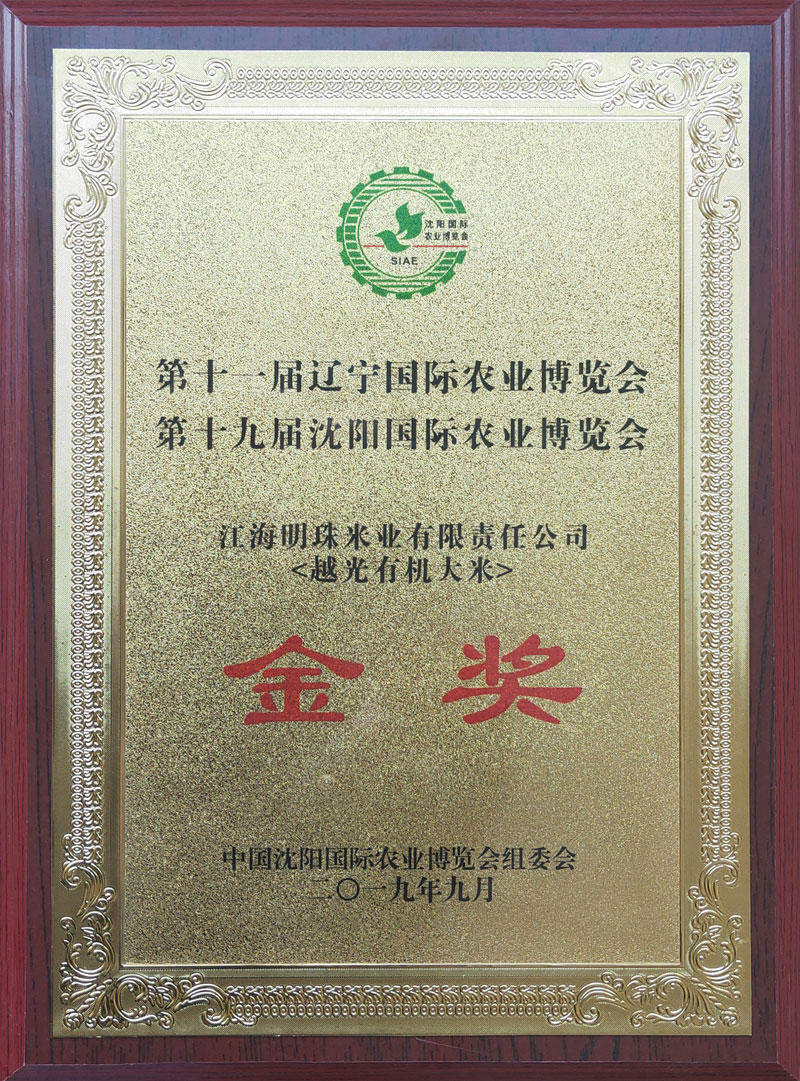 沈阳国际
农业博览会
SIAE
第十一届辽宁国际农业博览会
第十九届沈阳国际农业博览会
江海明珠米业有限责任公司
<越光有机大米>
金奖
中国沈阳国际农业博览会组委会
二〇一九年九月